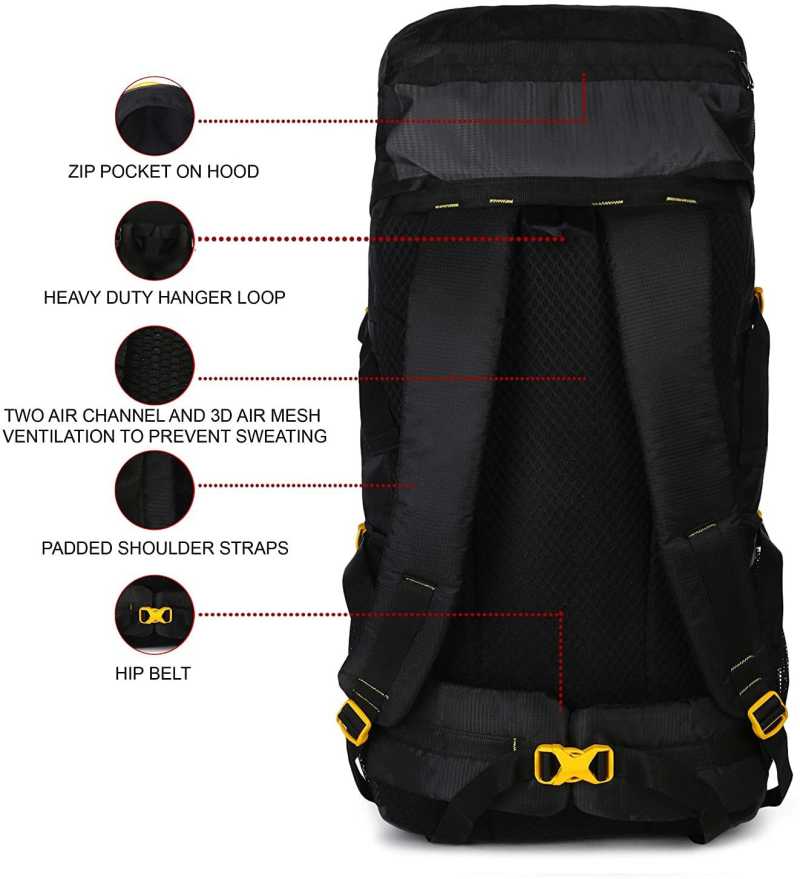 ZIP POCKET ON HOOD
HEAVY DUTY HANGER LOOP
TWO AIR CHANNEL AND 3D AIR MESH
VENTILATION TO PREVENT SWEATING
PADDED SHOULDER STRAPS
HIP BELT